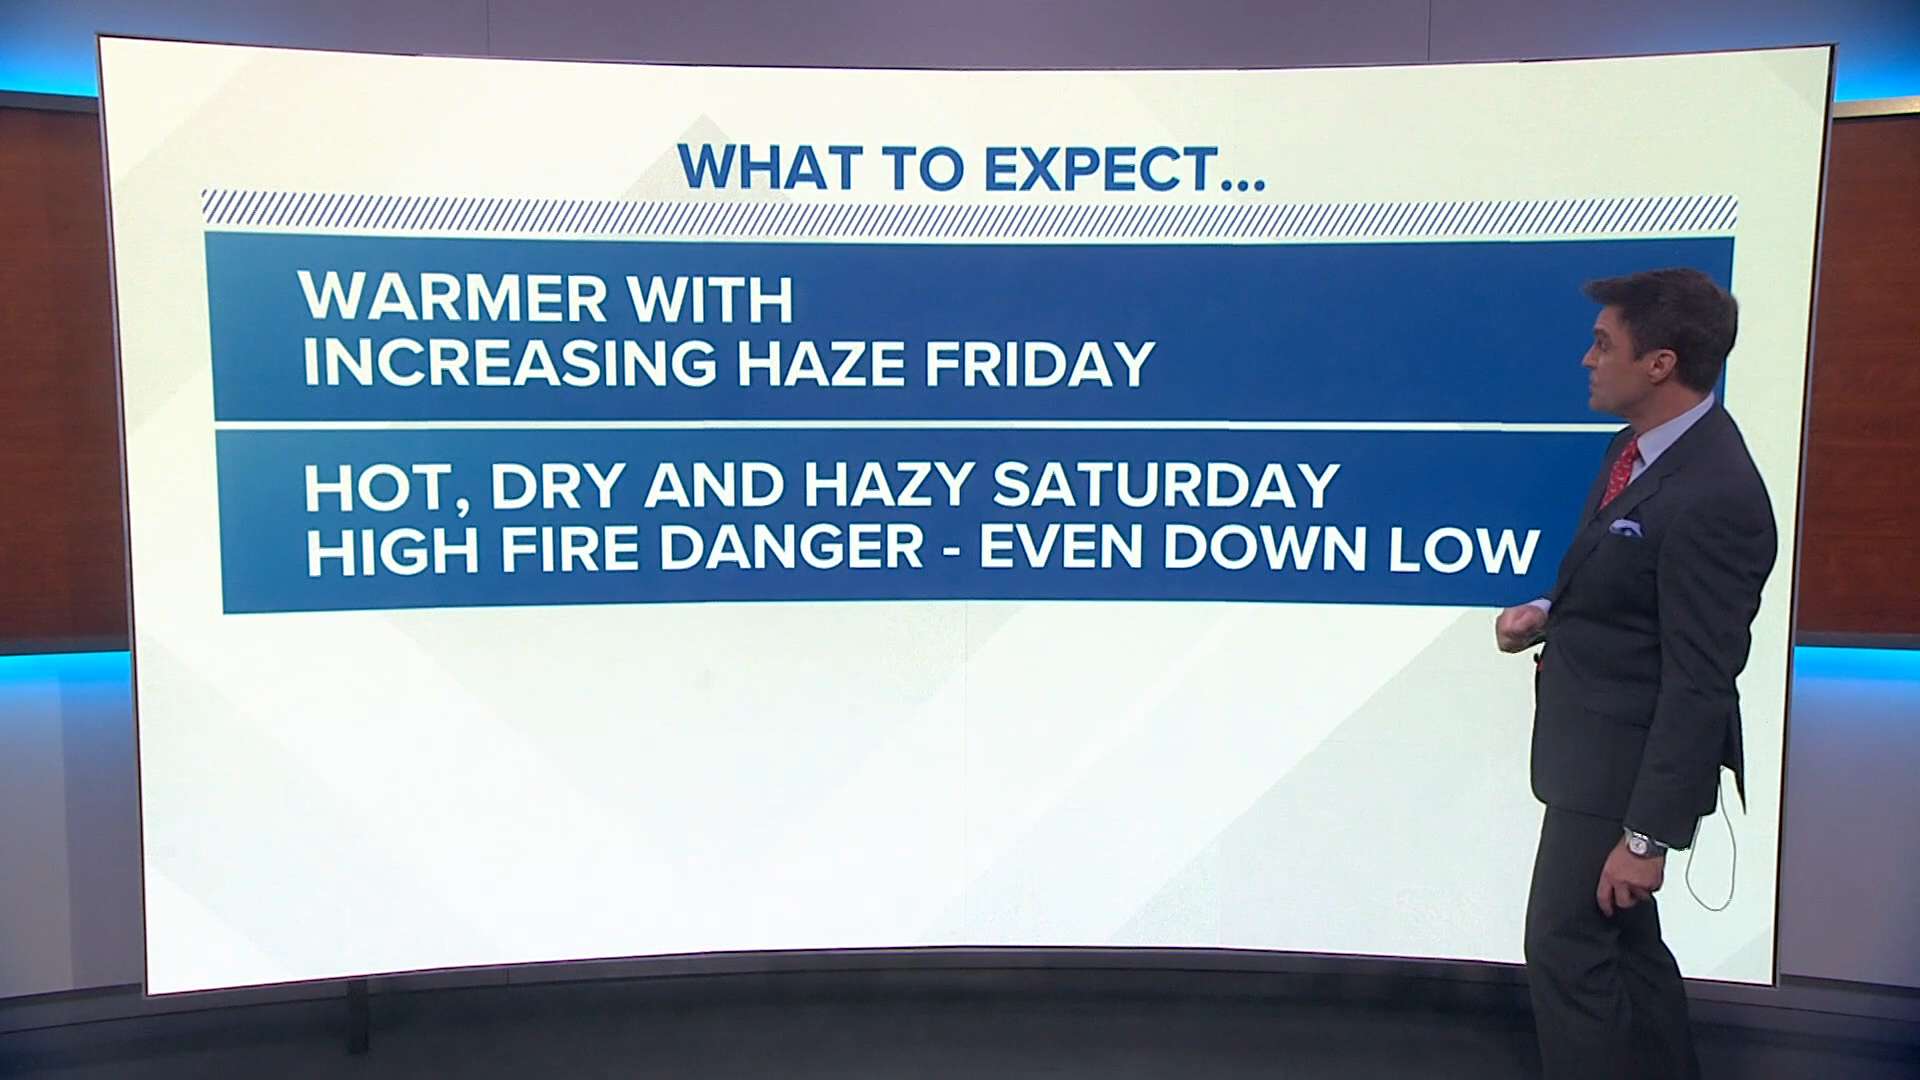 WHAT TO EXPECT...
WARMER WITH
INCREASING HAZE FRIDAY
HOT, DRY AND HAZY SATURDAY
HIGH FIRE DANGER - EVEN DOWN LOW